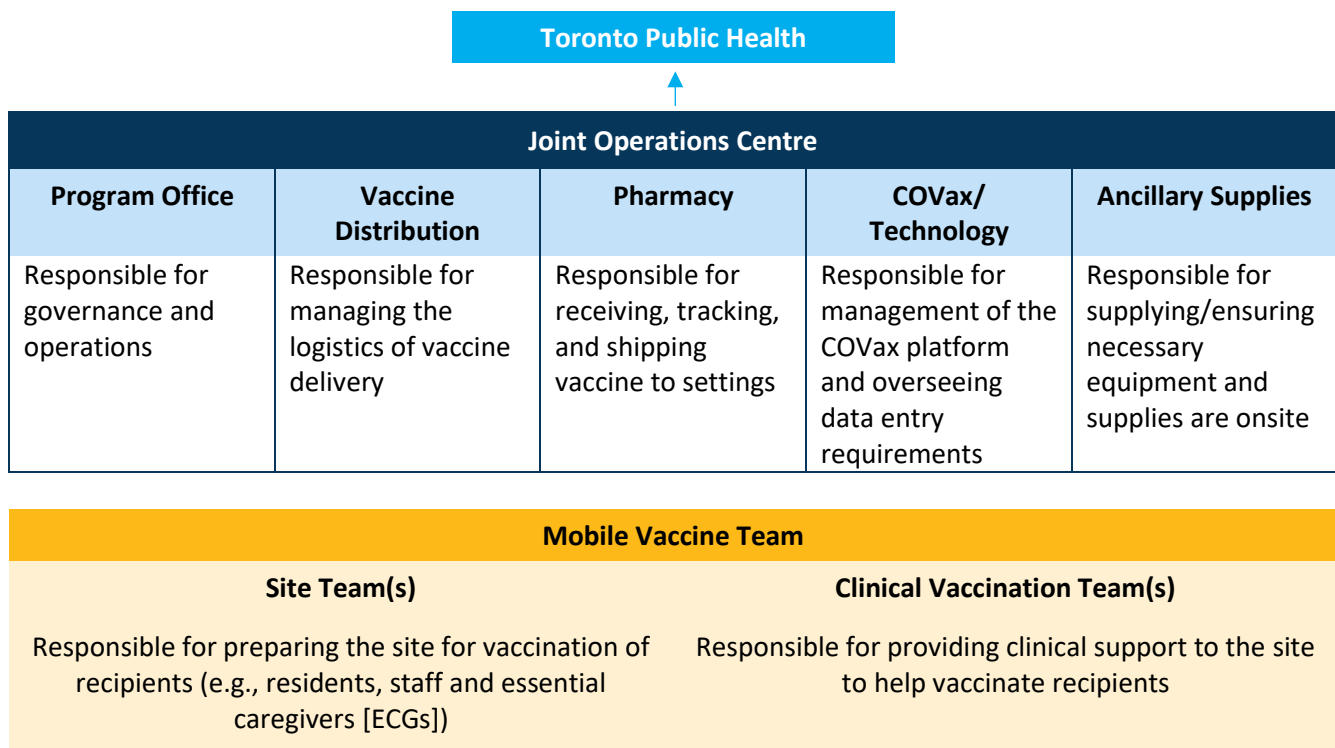 Toronto Public Health
Joint Operations Centre
Program Office
Vaccine
Distribution
Pharmacy
COVax/
Technology
Ancillary Supplies
Responsible for
governance and
operations
Responsible for
managing the
logistics of vaccine
delivery
Responsible for
receiving, tracking,
and shipping
vaccine to settings
Responsible for
management of the
COVax platform
and overseeing
data entry
requirements
Responsible for
supplying/ensuring
necessary
equipment and
supplies are onsite
Mobile Vaccine Team
Site Team(s)
Responsible for preparing the site for vaccination of
recipients (e.g., residents, staff and essential
caregivers [ECGs])
Clinical Vaccination Team(s)
Responsible for providing clinical support to the site
to help vaccinate recipients